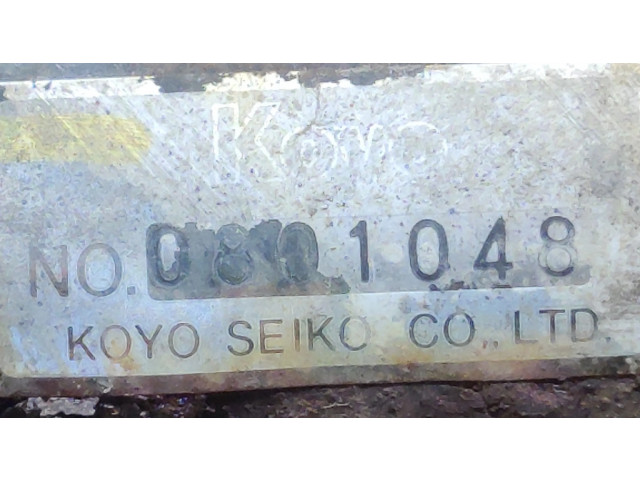 Koyo
NO. 0801048
KOYO SEIKO CO., LTD.